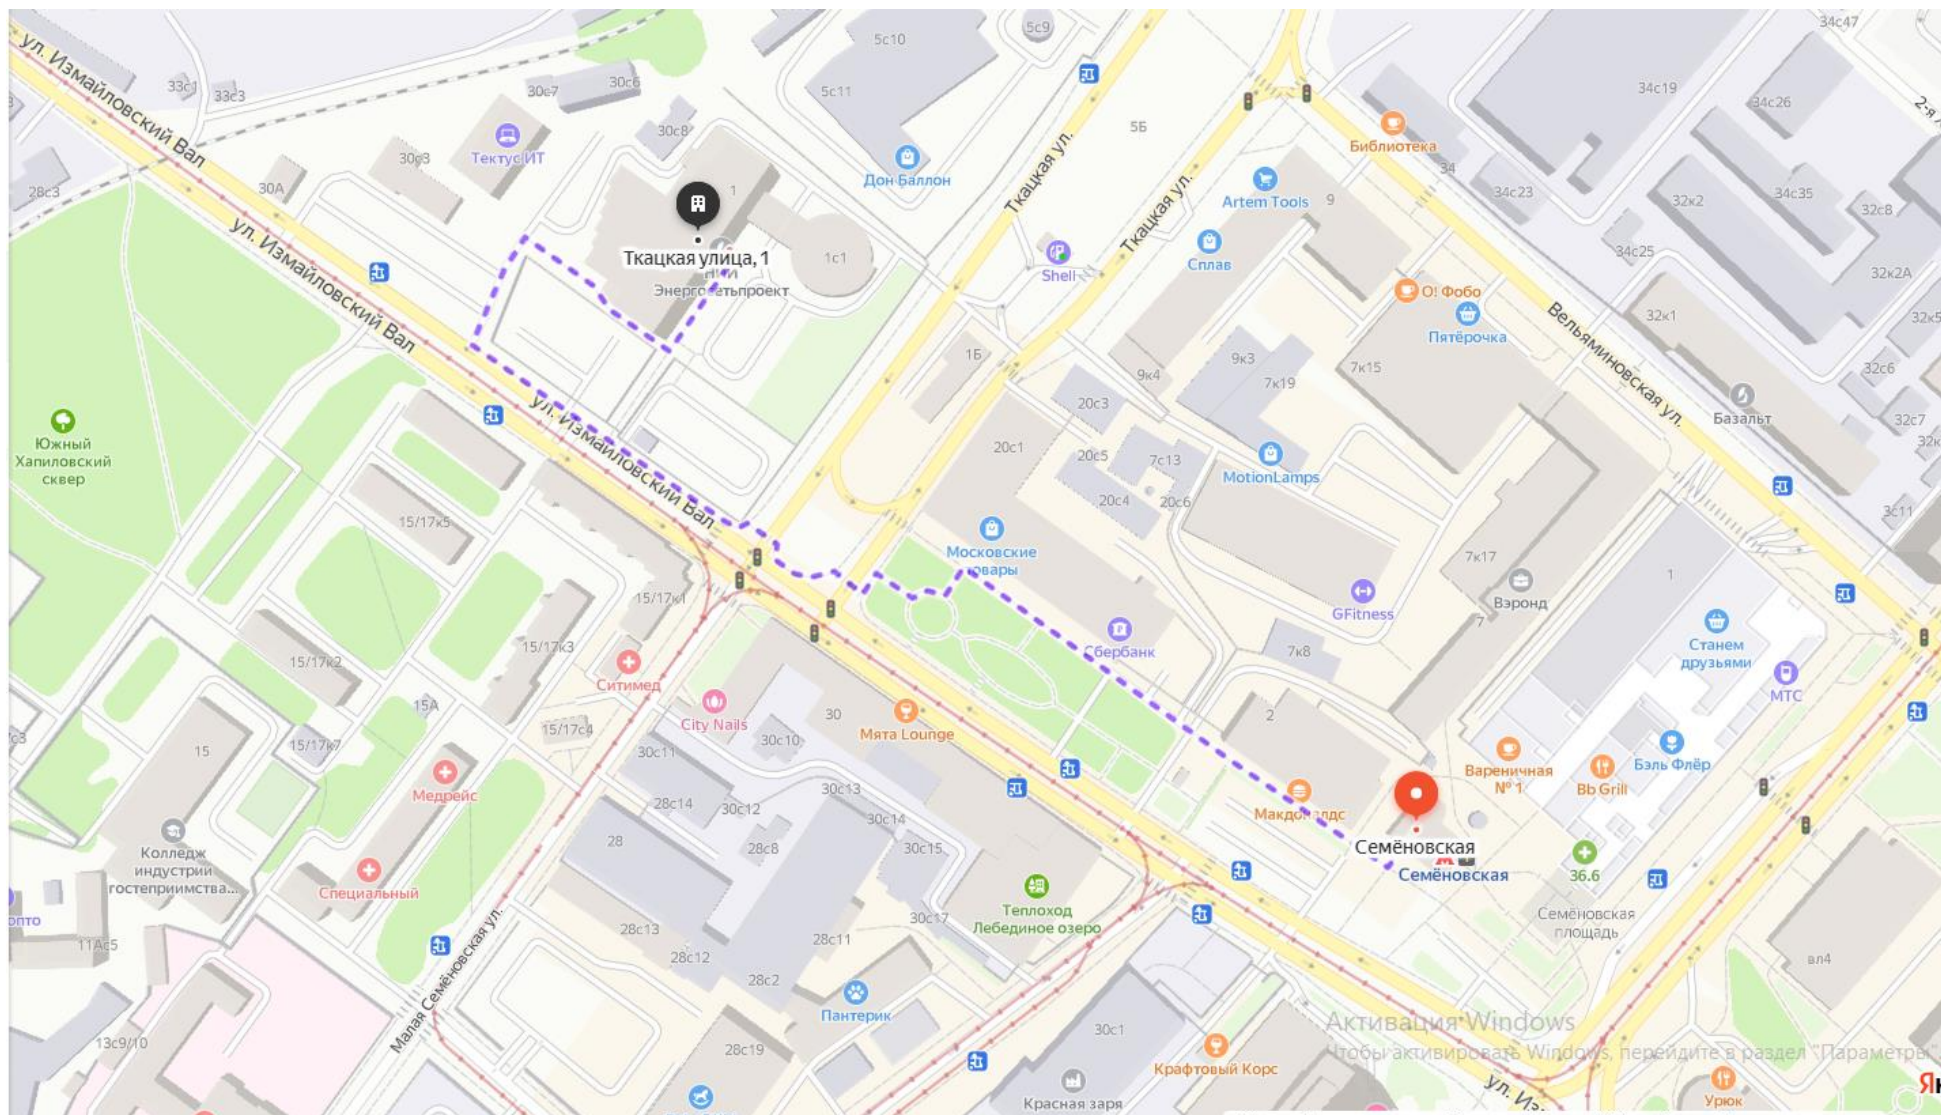 ул. Измайловский Вал
33с1
33с3
30с7
30с6
5с10
5с9
5с11
34с47
34с19
34с26
28с3
30А
30с3
Тектус ИТ
30с8
1
Дон Баллон
5Б
Ткацкая ул.
Библиотека
34
34с23
32к2
34с35
32с8
34с25
32к2А
Artem Tools
9
Сплав
Ткацкая ул.
ул. Измайловский Вал
Ткацкая улица, 1
НИИ
Энергосетьпроект
1с1
Shell
О! Фобо
Пятёрочка
Вельяминовская ул.
32к1
32к5
32с6
1Б
9к4
9к3
7к19
7к15
Базальт
32с7
20с3
20с1
20с5
7с13
20с4
20с6
MotionLamps
Южный
Хапиловский
сквер
ул. Измайловский Вал
15/17к5
3с11
Московские
товары
7к17
Вэронд
1
15/17к1
GFitness
7
15/17к2
15/17к3
Ситимед
Сбербанк
7к8
Станем
друзьями
МТС
15А
15/17к7
15/17с4
City Nails
30
Мята Lounge
2
15
30с11
30с10
Вареничная
№ 1
Бэль Флёр
Bb Grill
Медрейс
28с14
30с12
30с13
Макдоналдс
30с14
28
28с8
30с15
Семёновская
Семёновская
36.6
Колледж
индустрии
гостеприимства...
Специальный
Теплоход
Лебединое озеро
30с17
Семёновская
площадь
11Ас5
28с13
28с11
28с12
28с2
вл4
Малая Семёновская ул.
Пантерик
13с9/10
28с19
30с1
Крафтовый Корс
Активация Windows
Чтобы активировать Windows, перейдите в раздел "Параметры"
Красная заря
Урюк